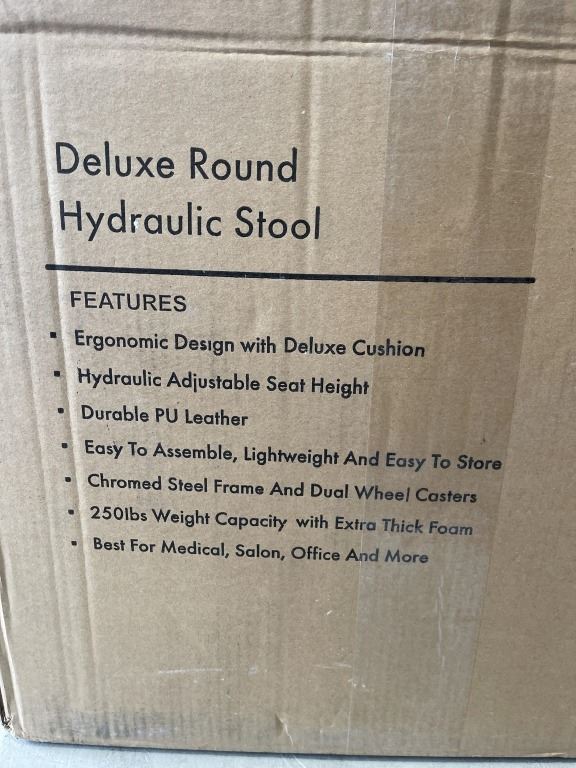 Deluxe Round
Hydraulic Stool
FEATURES
▪ Ergonomic Design with Deluxe Cushion
▪ Hydraulic Adjustable Seat Height
▪ Durable PU Leather
▪ Easy To Assemble, Lightweight And Easy To Store
▪ Chromed Steel Frame And Dual Wheel Casters
▪ 250lbs Weight Capacity with Extra Thick Foam
▪ Best For Medical, Salon, Office And More